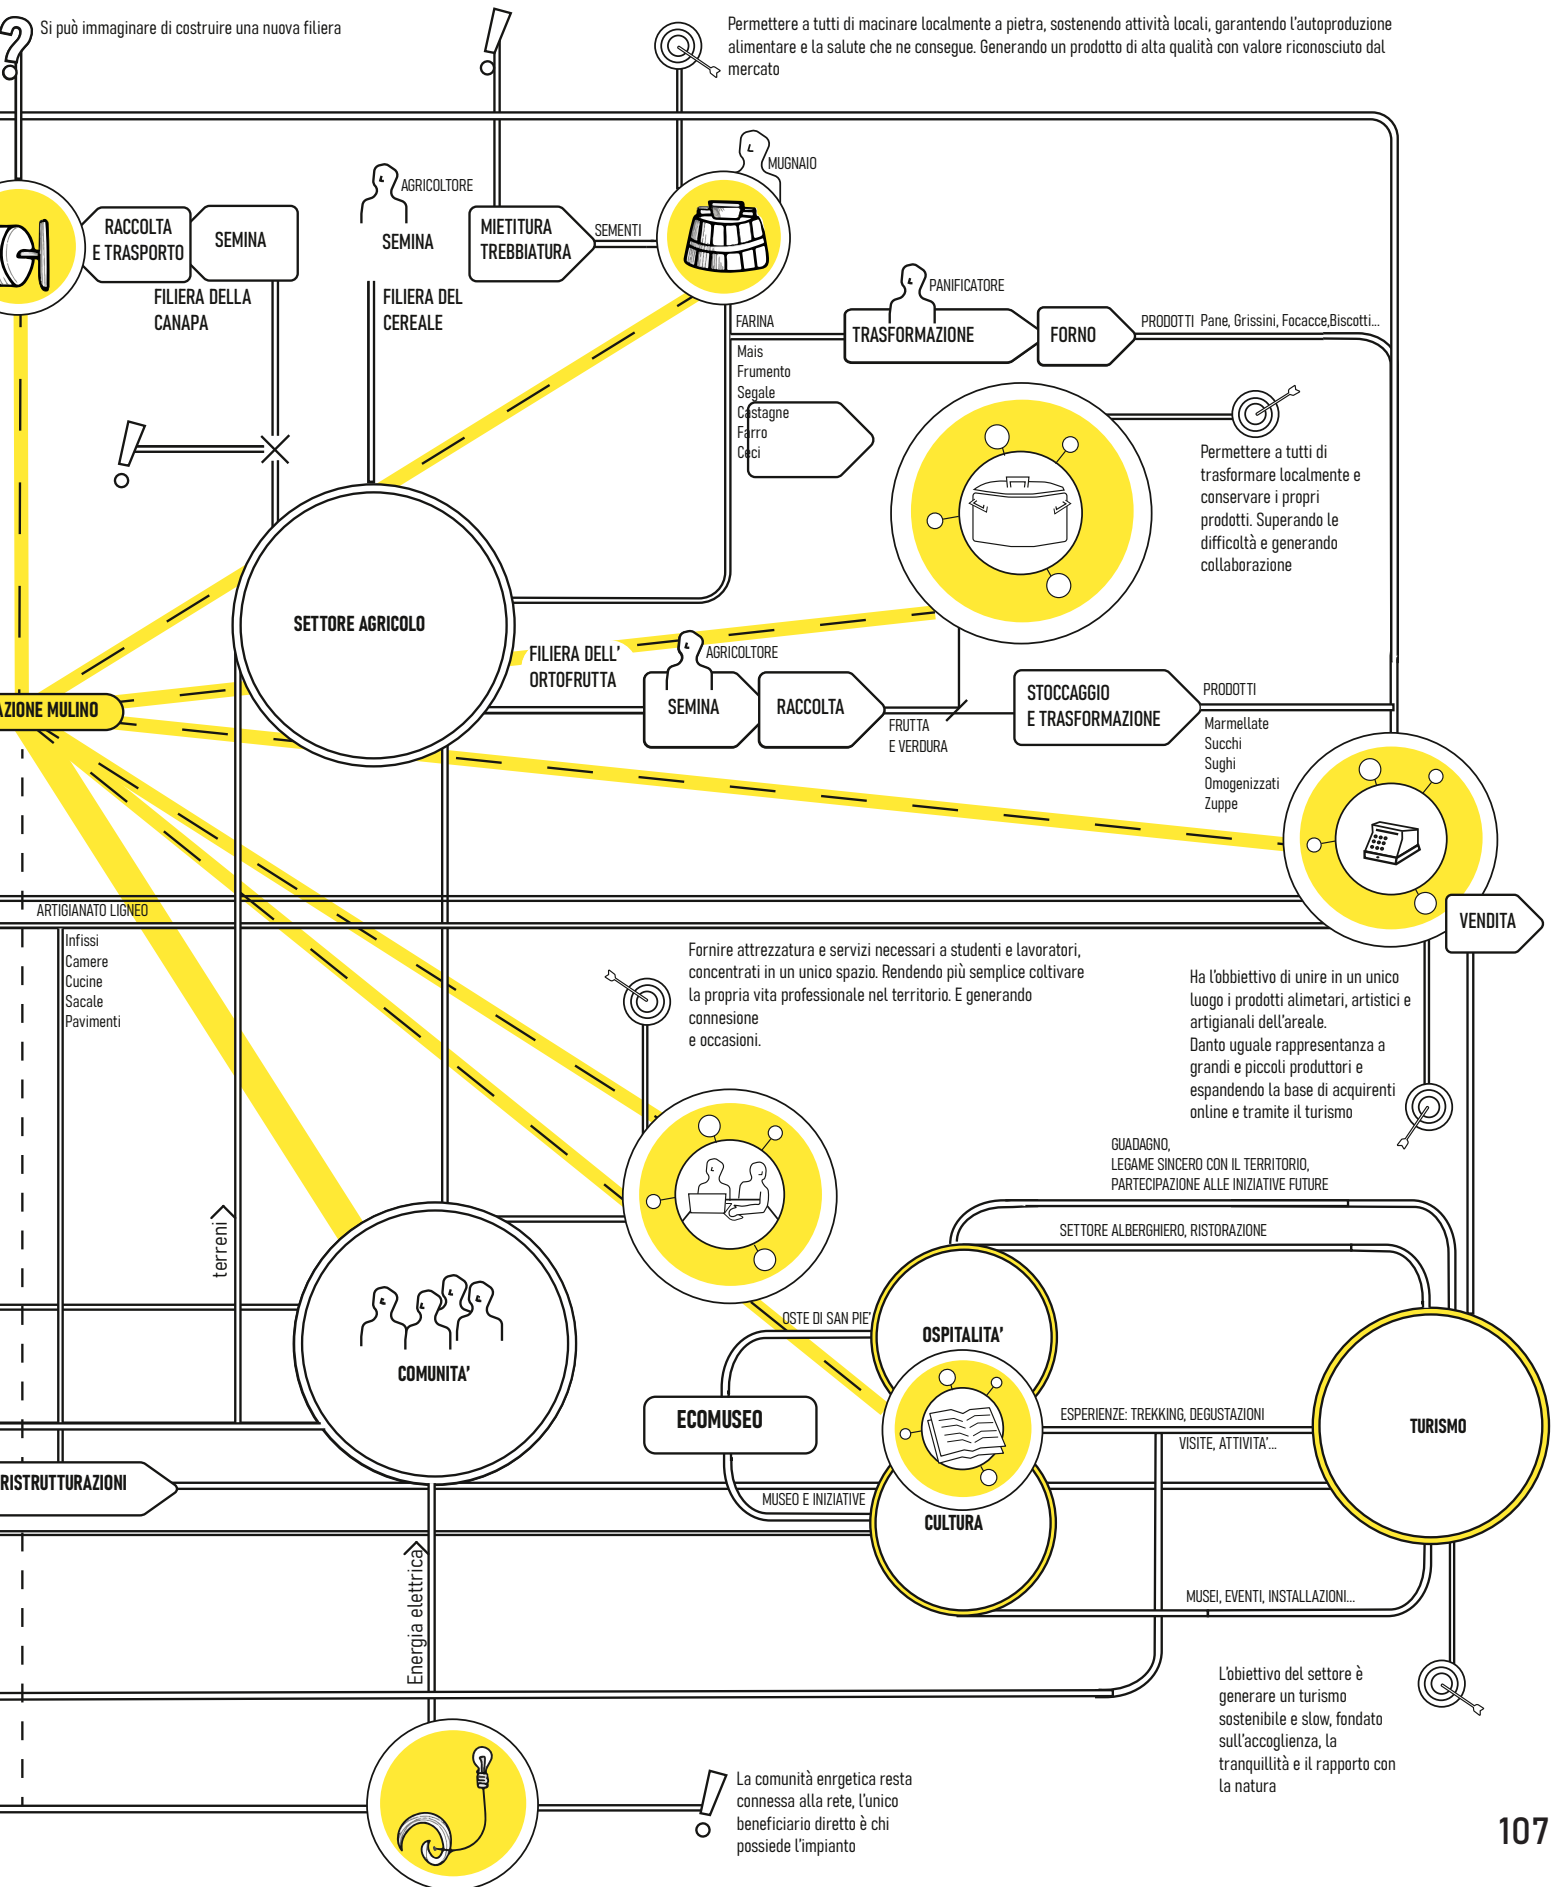 Si può immaginare di costruire una nuova filiera
Permettere a tutti di macinare localmente a pietra, sostenendo attività locali, garantendo l'autoproduzione
alimentare e la salute che ne consegue. Generando un prodotto di alta qualità con valore riconosciuto dal
mercato
MUGNAIO
AGRICOLTORE
RACCOLTA
E TRASPORTO
SEMINA
SEMINA
MIETITURA
TREBBIATURA
SEMENTI
FILIERA DELLA
CANAPA
FILIERA DEL
CEREALE
PANIFICATORE
FARINA
TRASFORMAZIONE
FORNO
PRODOTTI Pane, Grissini, Focacce,Biscotti...
Mais
Frumento
Segale
Castagne
Farro
Ceci
Permettere a tutti di
trasformare localmente e
conservare i propri
prodotti. Superando le
difficoltà e generando
collaborazione
SETTORE AGRICOLO
FILIERA DELL'
ORTOFRUTTA
AGRICOLTORE
SEMINA
RACCOLTA
FRUTTA
E VERDURA
STOCCAGGIO
E TRASFORMAZIONE
PRODOTTI
Marmellate
Succhi
Sughi
Omogenizzati
Zuppe
AZIONE MULINO
ARTIGIANATO LIGNEO
Infissi
Camere
Cucine
Sacale
Pavimenti
VENDITA
Fornire attrezzatura e servizi necessari a studenti e lavoratori,
concentrati in un unico spazio. Rendendo più semplice coltivare
la propria vita professionale nel territorio. E generando
connesione
e occasioni.
Ha l'obbiettivo di unire in un unico
luogo i prodotti alimetari, artistici e
artigianali dell'areale.
Danto uguale rappresentanza a
grandi e piccoli produttori e
espandendo la base di acquirenti
online e tramite il turismo
GUADAGNO,
LEGAME SINCERO CON IL TERRITORIO,
PARTECIPAZIONE ALLE INIZIATIVE FUTURE
SETTORE ALBERGHIERO, RISTORAZIONE
terreni
OSTE DI SAN PIE'
OSPITALITA'
COMUNITA'
ECOMUSEO
ESPERIENZE: TREKKING, DEGUSTAZIONI
VISITE, ATTIVITA'...
TURISMO
RISTRUTTURAZIONI
MUSEO E INIZIATIVE
CULTURA
Energia elettrica
MUSEI, EVENTI, INSTALLAZIONI...
L'obiettivo del settore è
generare un turismo
sostenibile e slow, fondato
sull'accoglienza, la
tranquillità e il rapporto con
la natura
La comunità enrgetica resta
connessa alla rete, l'unico
beneficiario diretto è chi
possiede l'impianto
107